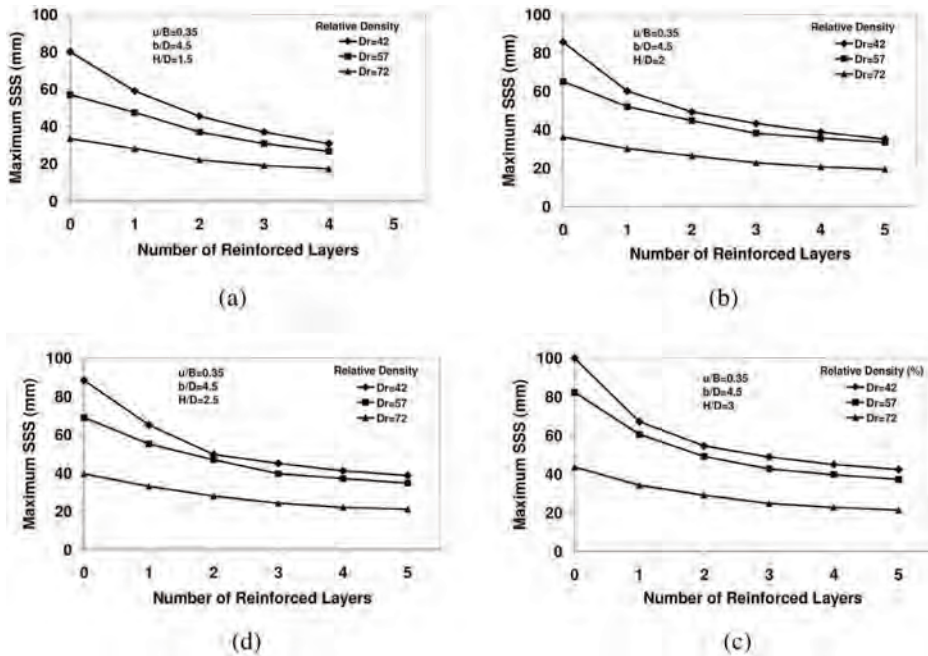 100
80
60
40
20
0
Maximum SSS (mm)
u/B=0.35
b/D=4.5
H/D=1.5
Relative Density
Dr=42
Dr=57
Dr=72
0 1 2 3 4 5
Number of Reinforced Layers
(a)
100
80
60
40
20
0
Maximum SSS (mm)
u/B=0.35
b/D=4.5
H/D=2
Relative Density
Dr=42
Dr=57
Dr=72
0 1 2 3 4 5
Number of Reinforced Layers
(b)
100
80
60
40
20
0
Maximum SSS (mm)
u/B=0.35
b/D=4.5
H/D=2.5
Relative Density
Dr=42
Dr=57
Dr=72
0 1 2 3 4 5
Number of Reinforced Layers
(d)
100
80
60
40
20
0
Maximum SSS (mm)
u/B=0.35
b/D=4.5
H/D=3
Relative Density (%)
Dr=42
Dr=57
Dr=72
0 1 2 3 4 5
Number of Reinforced Layers
(c)